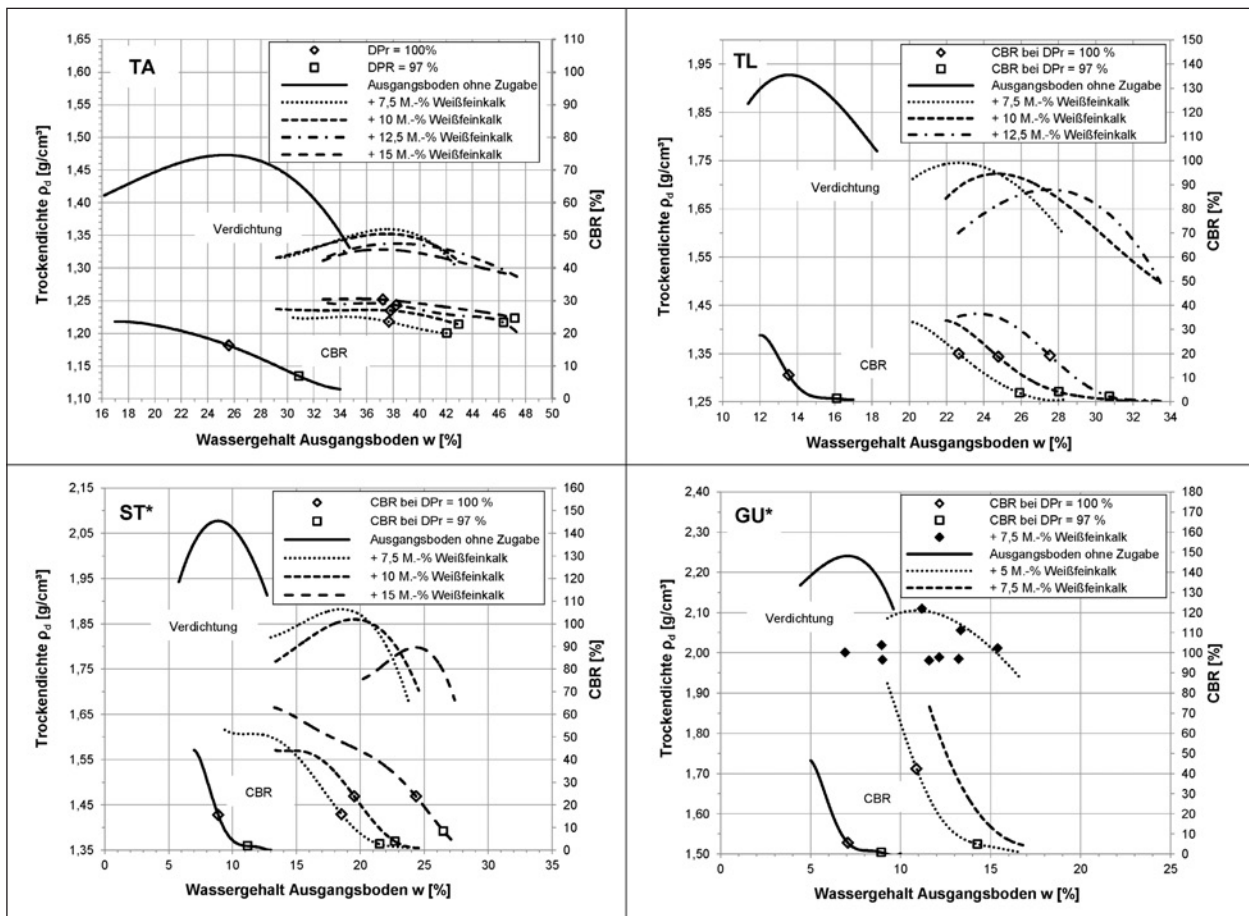 TA
1,65
1,60
1,55
1,50
1,45
1,40
1,35
1,30
1,25
1,20
1,15
1,10
Trockendichte ρd [g/cm³]
110
100
90
80
70
60
50
40
30
20
10
0
CBR [%]
DPr = 100%
DPR = 97 %
Ausgangsboden ohne Zugabe
+ 7,5 M.-% Weißfeinkalk
+ 10 M.-% Weißfeinkalk
+ 12,5 M.-% Weißfeinkalk
+ 15 M.-% Weißfeinkalk
Verdichtung
CBR
16 18 20 22 24 26 28 30 32 34 36 38 40 42 44 46 48 50
Wassergehalt Ausgangsboden w [%]
TL
1,95
1,85
1,75
1,65
1,55
1,45
1,35
1,25
Trockendichte ρd [g/cm³]
150
140
130
120
110
100
90
80
70
60
50
40
30
20
10
0
CBR [%]
CBR bei DPr = 100 %
CBR bei DPr = 97 %
Ausgangsboden ohne Zugabe
+ 7,5 M.-% Weißfeinkalk
+ 10 M.-% Weißfeinkalk
+ 12,5 M.-% Weißfeinkalk
Verdichtung
CBR
10 12 14 16 18 20 22 24 26 28 30 32 34
Wassergehalt Ausgangsboden w [%]
ST*
2,15
2,05
1,95
1,85
1,75
1,65
1,55
1,45
1,35
Trockendichte ρd [g/cm³]
160
150
140
130
120
110
100
90
80
70
60
50
40
30
20
10
0
CBR [%]
CBR bei DPr = 100 %
CBR bei DPr = 97 %
Ausgangsboden ohne Zugabe
+ 7,5 M.-% Weißfeinkalk
+ 10 M.-% Weißfeinkalk
+ 15 M.-% Weißfeinkalk
Verdichtung
CBR
0 5 10 15 20 25 30 35
Wassergehalt Ausgangsboden w [%]
GU*
2,40
2,30
2,20
2,10
2,00
1,90
1,80
1,70
1,60
1,50
Trockendichte ρd [g/cm³]
180
170
160
150
140
130
120
110
100
90
80
70
60
50
40
30
20
10
0
CBR [%]
CBR bei DPr = 100 %
CBR bei DPr = 97 %
+ 7,5 M.-% Weißfeinkalk
Ausgangsboden ohne Zugabe
+ 5 M.-% Weißfeinkalk
+ 7,5 M.-% Weißfeinkalk
Verdichtung
CBR
0 5 10 15 20 25
Wassergehalt Ausgangsboden w [%]